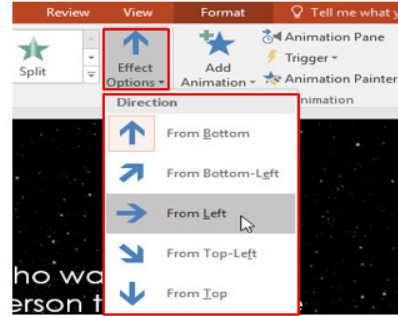 Review View Format Tell me what y
Split
Effect
Options
Add
Animation
Animation Pane
Trigger
Animation Painter
nimation
Direction
From Bottom
From Bottom-Left
From Left
From Top-Left
From Top
ho wa
erson t e